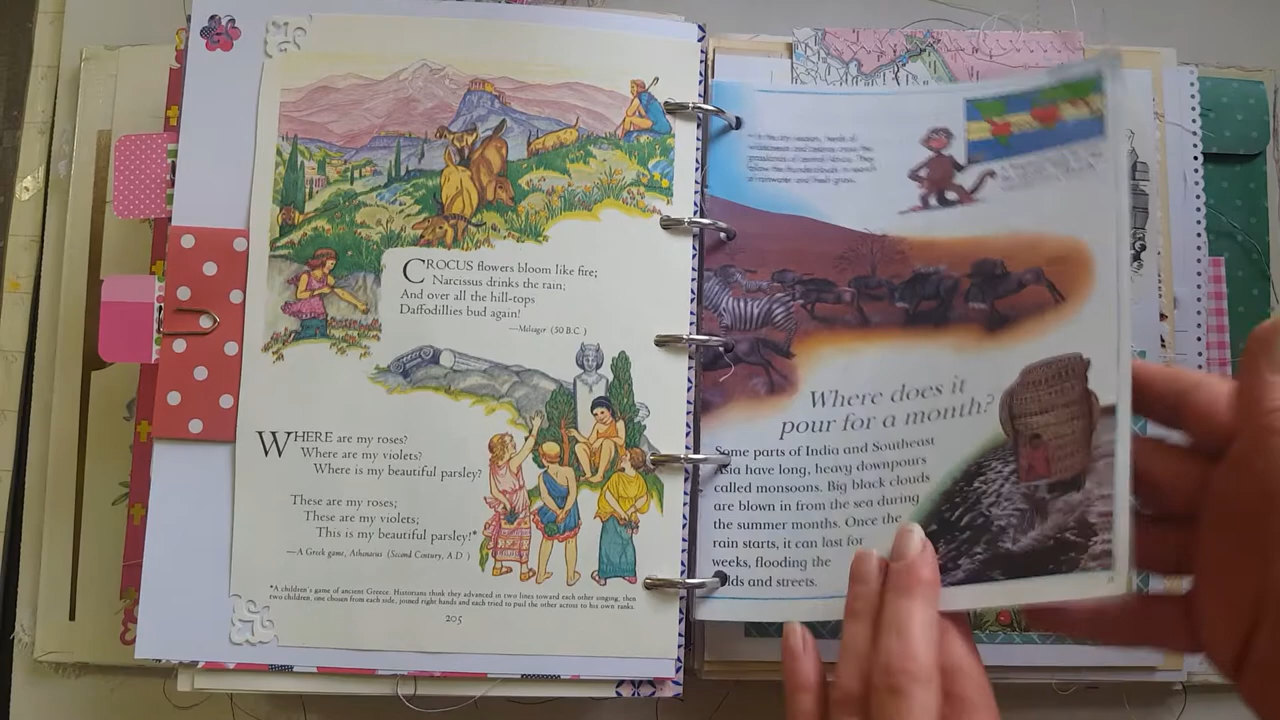 CROCUS flowers bloom like fire;
Narcissus drinks the rain;
And over all the hill-tops
Daffodillies bud again!
—Meleager (50 B.C.)
WHERE are my roses?
Where are my violets?
Where is my beautiful parsley?
These are my roses;
These are my violets;
This is my beautiful parsley!*
—A Greek game, Athenaeus (Second Century, A.D.)
*A children's game of ancient Greece. Historians think they advanced in two lines toward each other singing; then
two children, one chosen from each side, joined right hands and each tried to pull the other across to his own ranks.
205
Where does it
pour for a month?
Some parts of India and Southeast
Asia have long, heavy downpours
called monsoons. Big black clouds
are blown in from the sea during
the summer months. Once the
rain starts, it can last for
weeks, flooding the
lds and streets.